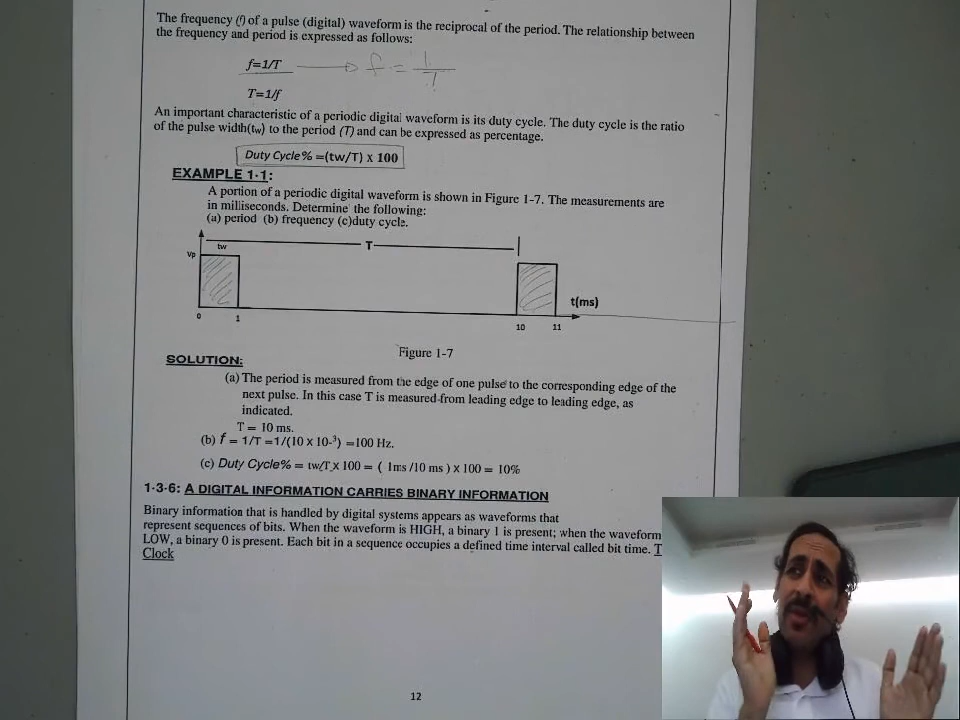 The frequency (f) of a pulse (digital) waveform is the reciprocal of the period. The relationship between
the frequency and period is expressed as follows:
f=1/T f = 1/T
T=1/f
An important characteristic of a periodic digital waveform is its duty cycle. The duty cycle is the ratio
of the pulse width(tw) to the period (T) and can be expressed as percentage.
Duty Cycle% =(tw/T) X 100
EXAMPLE 1-1:
A portion of a periodic digital waveform is shown in Figure 1-7. The measurements are
in milliseconds. Determine the following:
(a) period (b) frequency (c)duty cycle.
T
tw
Vp
t(ms)
0 1 10 11
Figure 1-7
SOLUTION:
(a) The period is measured from the edge of one pulse to the corresponding edge of the
next pulse. In this case T is measured from leading edge to leading edge, as
indicated.
T = 10 ms.
(b) f = 1/T =1/(10 X 10-³) =100 Hz.
(c) Duty Cycle% = tw/T X 100 = ( 1ms /10 ms ) X 100 = 10%
1-3-6: A DIGITAL INFORMATION CARRIES BINARY INFORMATION
Binary information that is handled by digital systems appears as waveforms that
represent sequences of bits. When the waveform is HIGH, a binary 1 is present; when the waveform
LOW, a binary 0 is present. Each bit in a sequence occupies a defined time interval called bit time. T
Clock
12